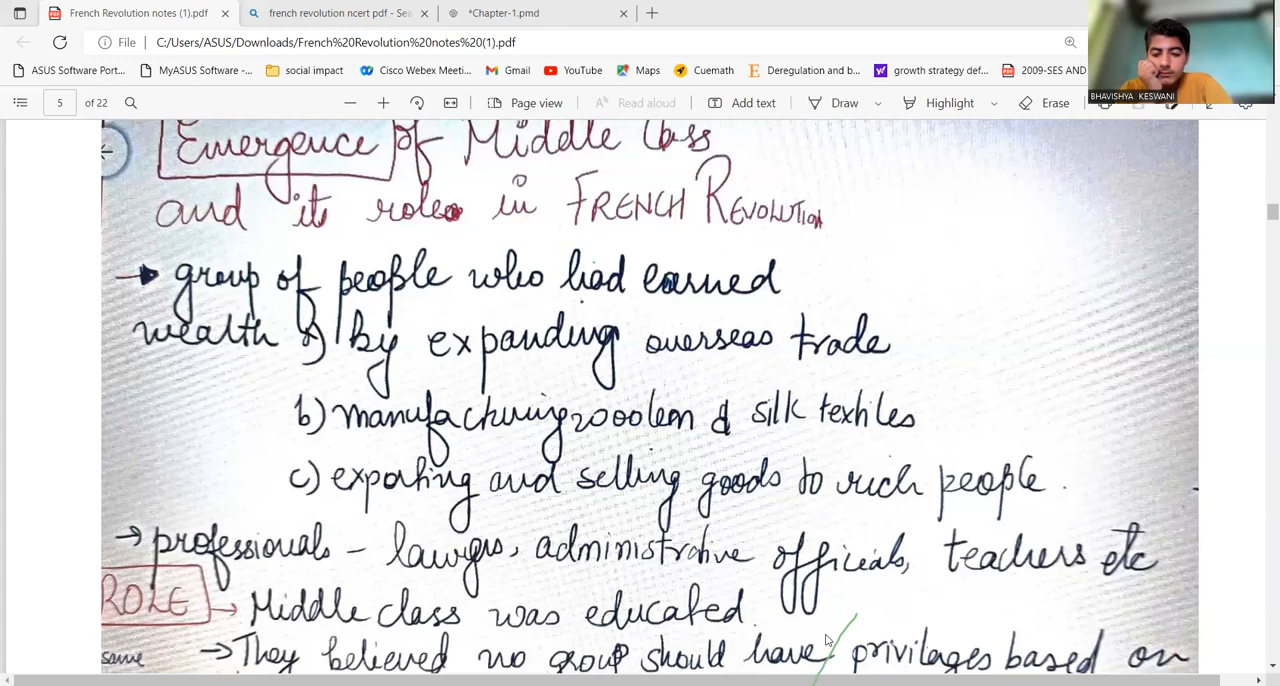 French Revolution notes (1).pdf
french revolution ncert pdf - Sea
*Chapter-1.pmd
File
C:/Users/ASUS/Downloads/French%20Revolution%20notes%20(1).pdf
ASUS Software Port...
MyASUS Software -...
social impact
Cisco Webex Meeti...
Gmail
YouTube
Maps
Cuemath
Deregulation and b...
growth strategy def...
2009-SES AND
BHAVISHYA KESWANI
5 of 22
Page view
Read aloud
Add text
Draw
Highlight
Erase
Emergence of Middle Class
and it role in FRENCH REVOLUTION
→ group of people who had earned
wealth a) by expanding overseas trade
b) manufacturing woolen & silk textiles
c) exporting and selling goods to rich people.
→ professionals - lawyers, administrative officials, teachers etc
ROLE → Middle class was educated.
same → They believed no group should have privileges based on